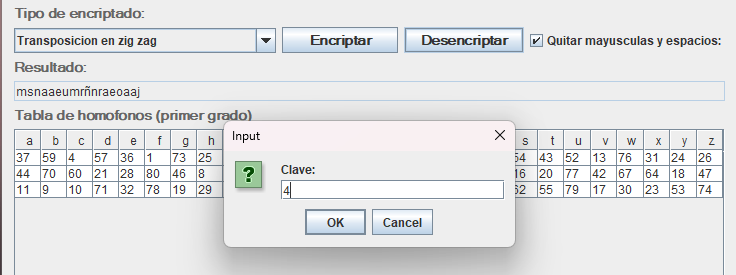 Tipo de encriptado:
Transposicion en zig zag Encriptar Desencriptar Quitar mayusculas y espacios:
Resultado:
msnaaeumrñnraeoaaj
Tabla de homofonos (primer grado)
Input
Clave:
4
OK Cancel
a b c d e f g h s t u v w x y z
37 59 4 57 36 1 73 25 54 43 52 13 76 31 24 26
44 70 60 21 28 80 46 8 16 20 77 42 67 64 18 47
11 9 10 71 32 78 19 29 62 55 79 17 30 23 53 74